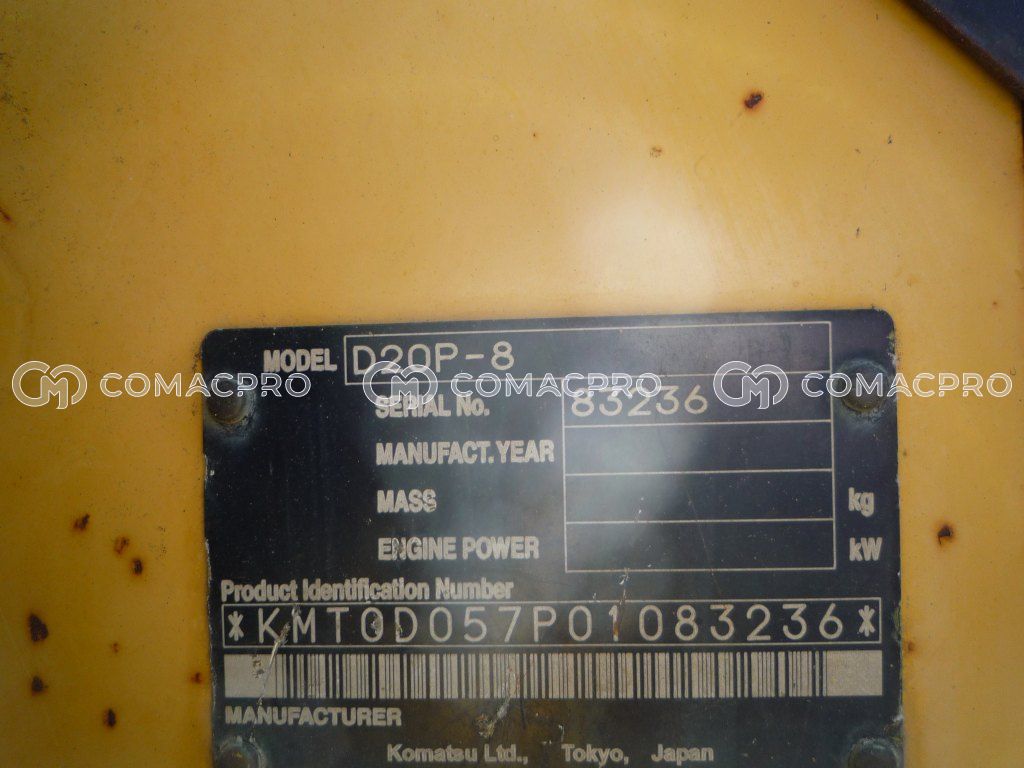 MODEL D20P-8
COMACPRO COMACPRO COMACPRO
SERIAL No. 83236
MANUFACT. YEAR
MASS kg
ENGINE POWER kW
Product Identification Number
*KMT0D057P01083236*
MANUFACTURER
Komatsu Ltd., Tokyo, Japan